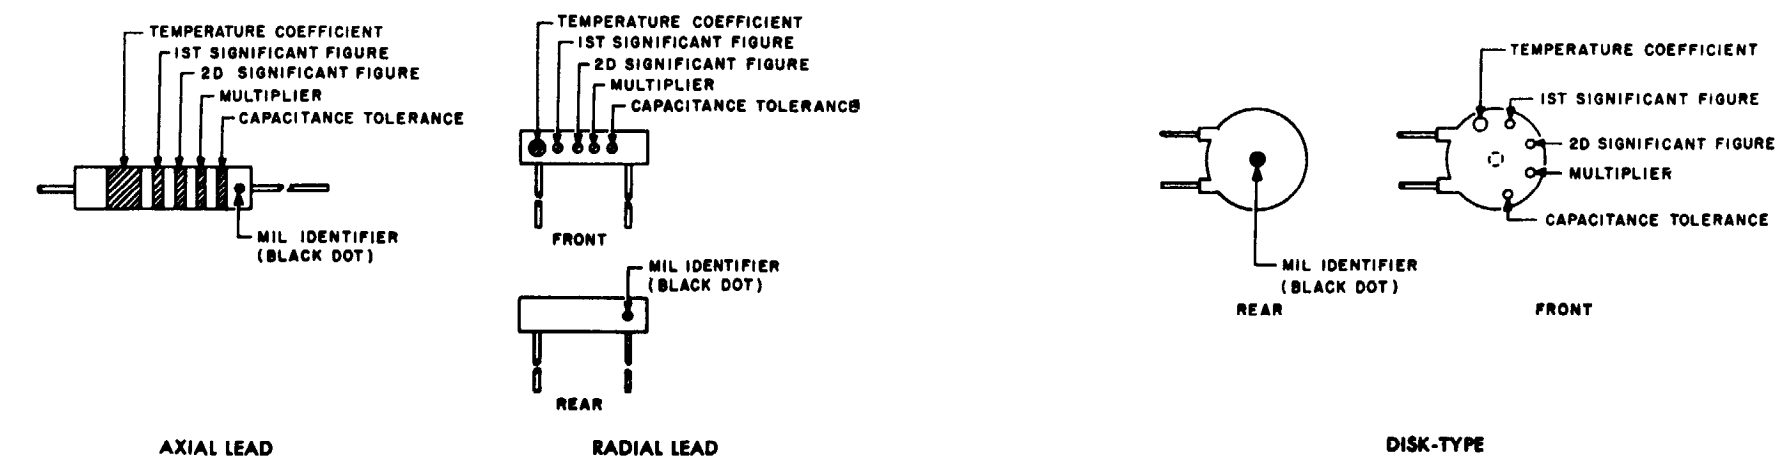 TEMPERATURE COEFFICIENT
1ST SIGNIFICANT FIGURE
2D SIGNIFICANT FIGURE
MULTIPLIER
CAPACITANCE TOLERANCE
MIL IDENTIFIER
(BLACK DOT)
AXIAL LEAD
TEMPERATURE COEFFICIENT
1ST SIGNIFICANT FIGURE
2D SIGNIFICANT FIGURE
MULTIPLIER
CAPACITANCE TOLERANCE
FRONT
MIL IDENTIFIER
(BLACK DOT)
REAR
RADIAL LEAD
MIL IDENTIFIER
(BLACK DOT)
REAR
TEMPERATURE COEFFICIENT
1ST SIGNIFICANT FIGURE
2D SIGNIFICANT FIGURE
MULTIPLIER
CAPACITANCE TOLERANCE
FRONT
DISK-TYPE